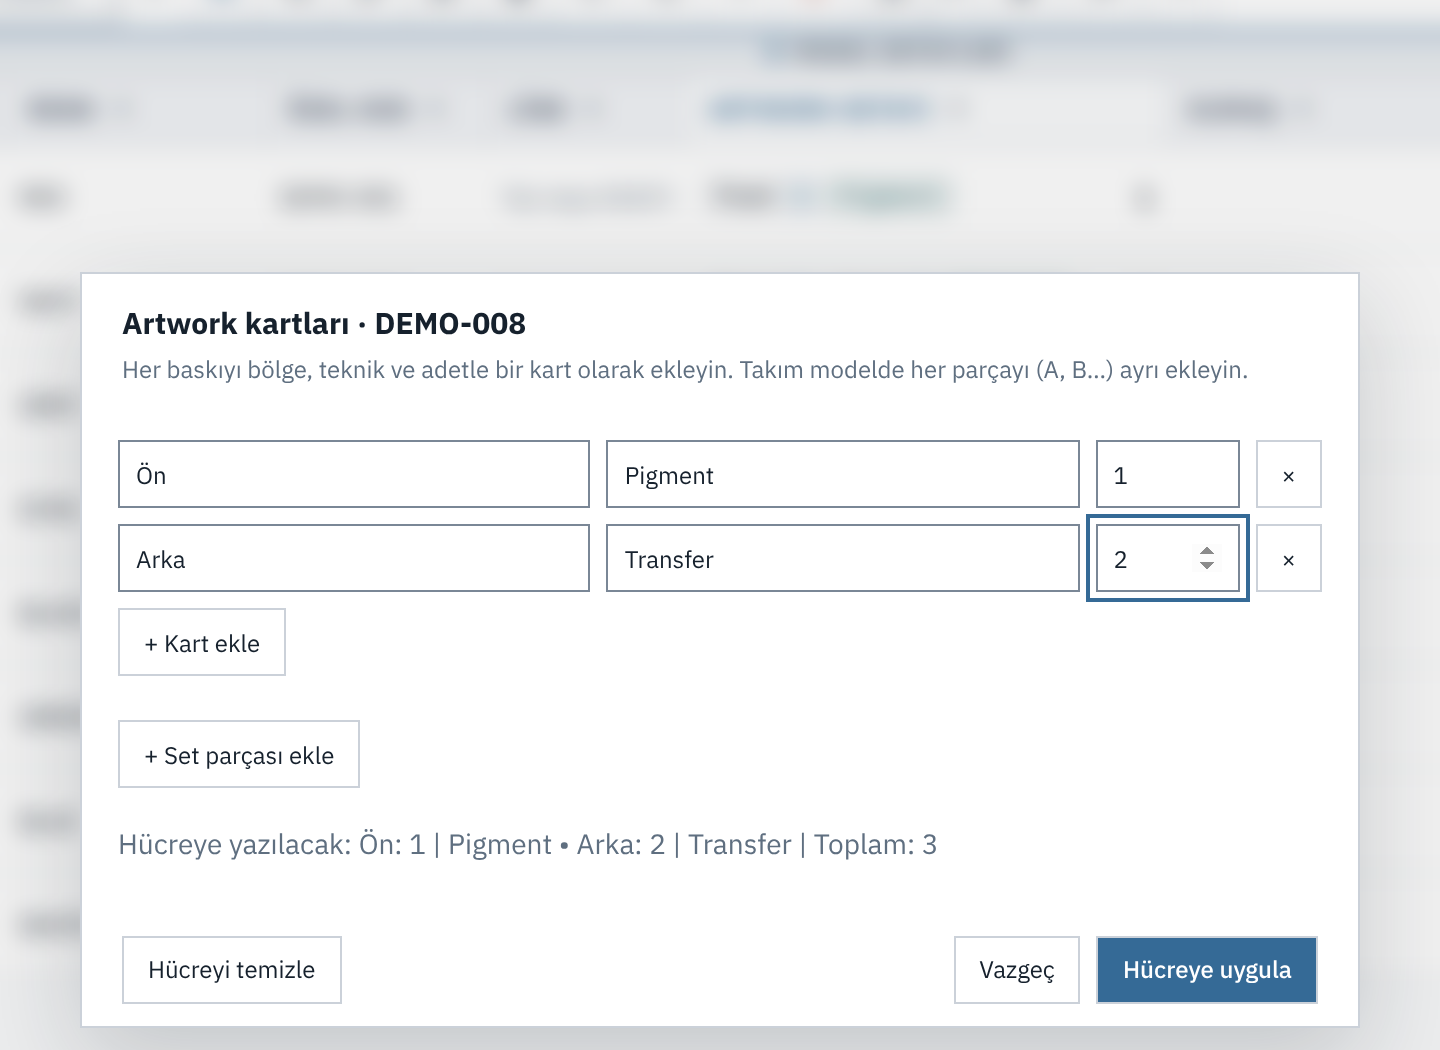 Artwork kartları · DEMO-008
Her baskıyı bölge, teknik ve adetle bir kart olarak ekleyin. Takım modelde her parçayı (A, B...) ayrı ekleyin.
Ön Pigment 1 ×
Arka Transfer 2 ×
+ Kart ekle
+ Set parçası ekle
Hücreye yazılacak: Ön: 1 | Pigment • Arka: 2 | Transfer | Toplam: 3
Hücreyi temizle Vazgeç Hücreye uygula